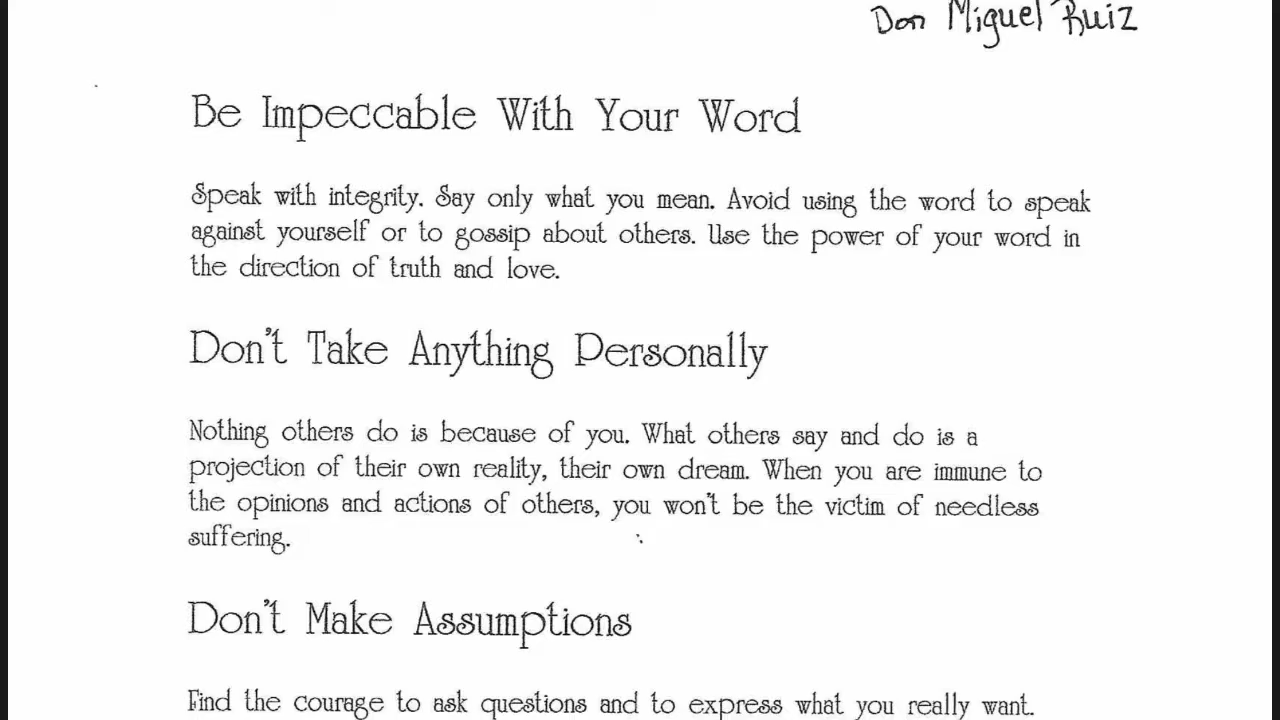 Don Miguel Ruiz
Be Impeccable With Your Word
Speak with integrity. Say only what you mean. Avoid using the word to speak
against yourself or to gossip about others. Use the power of your word in
the direction of truth and love.
Don't Take Anything Personally
Nothing others do is because of you. What others say and do is a
projection of their own reality, their own dream. When you are immune to
the opinions and actions of others, you won't be the victim of needless
suffering.
Don't Make Assumptions
Find the courage to ask questions and to express what you really want.